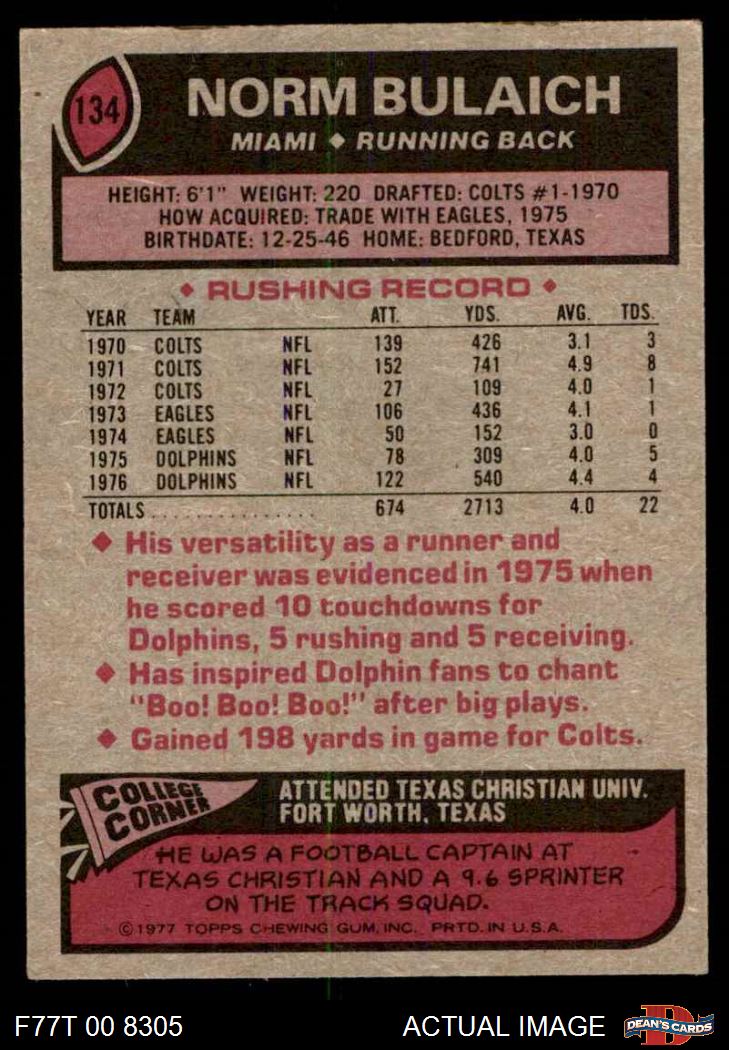 134
NORM BULAICH
MIAMI ♦ RUNNING BACK
HEIGHT: 6'1" WEIGHT: 220 DRAFTED: COLTS #1-1970
HOW ACQUIRED: TRADE WITH EAGLES, 1975
BIRTHDATE: 12-25-46 HOME: BEDFORD, TEXAS
♦ RUSHING RECORD ♦
YEAR TEAM ATT. YDS. AVG. TDS.
1970 COLTS NFL 139 426 3.1 3
1971 COLTS NFL 152 741 4.9 8
1972 COLTS NFL 27 109 4.0 1
1973 EAGLES NFL 106 436 4.1 1
1974 EAGLES NFL 50 152 3.0 0
1975 DOLPHINS NFL 78 309 4.0 5
1976 DOLPHINS NFL 122 540 4.4 4
TOTALS . . . . . . . . . . . . . . . 674 2713 4.0 22
♦ His versatility as a runner and
receiver was evidenced in 1975 when
he scored 10 touchdowns for
Dolphins, 5 rushing and 5 receiving.
♦ Has inspired Dolphin fans to chant
"Boo! Boo! Boo!" after big plays.
♦ Gained 198 yards in game for Colts.
COLLEGE
CORNER
ATTENDED TEXAS CHRISTIAN UNIV.
FORT WORTH, TEXAS
HE WAS A FOOTBALL CAPTAIN AT
TEXAS CHRISTIAN AND A 9.6 SPRINTER
ON THE TRACK SQUAD.
©1977 TOPPS CHEWING GUM, INC. PRTD. IN U.S.A.
F77T 00 8305 ACTUAL IMAGE
D
DEAN'S CARDS